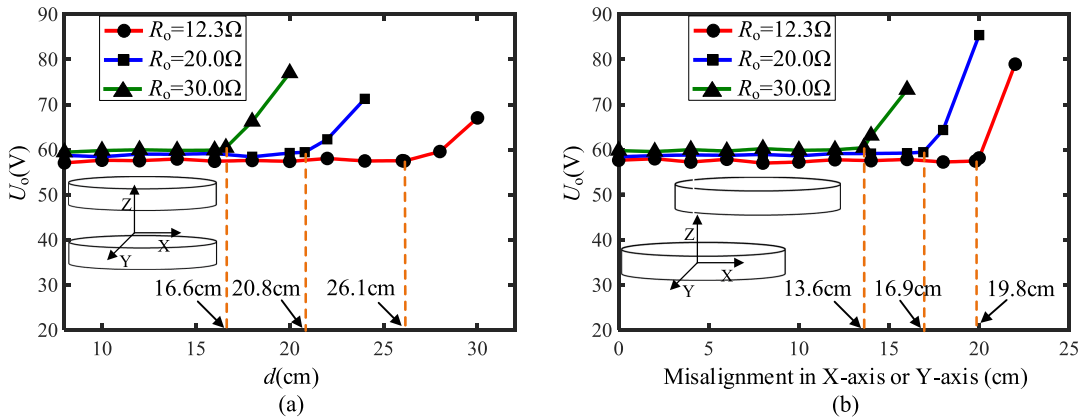 90
80
70
60
50
40
30
20
Uo(V)
Ro=12.3Ω
Ro=20.0Ω
Ro=30.0Ω
Z
X
Y
16.6cm
20.8cm
26.1cm
10
15
20
25
30
d(cm)
(a)
90
80
70
60
50
40
30
20
Uo(V)
Ro=12.3Ω
Ro=20.0Ω
Ro=30.0Ω
Z
X
Y
13.6cm
16.9cm
19.8cm
0
5
10
15
20
25
Misalignment in X-axis or Y-axis (cm)
(b)